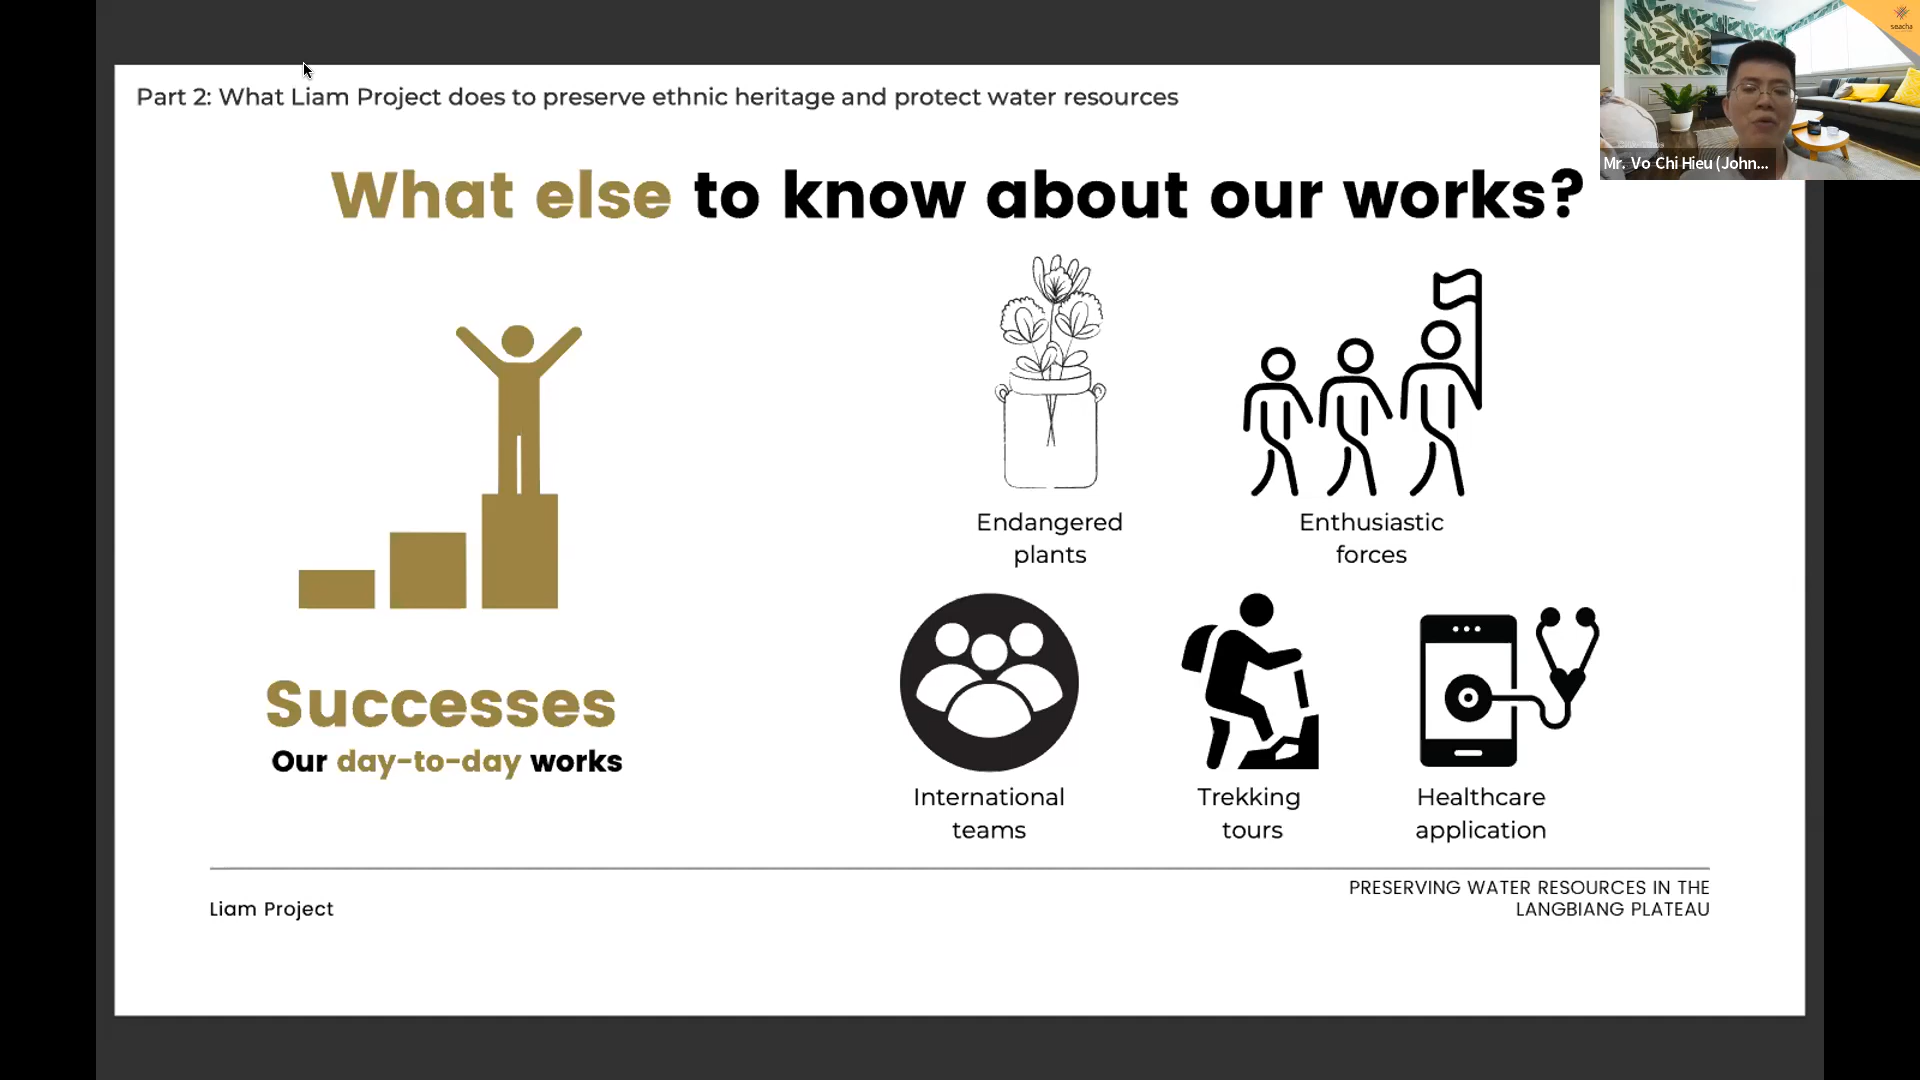 Part 2: What Liam Project does to preserve ethnic heritage and protect water resources
seacha
Mr. Vo Chi Hieu (John...
What else to know about our works?
Endangered
plants
Enthusiastic
forces
Successes
Our day-to-day works
International
teams
Trekking
tours
Healthcare
application
Liam Project
PRESERVING WATER RESOURCES IN THE
LANGBIANG PLATEAU